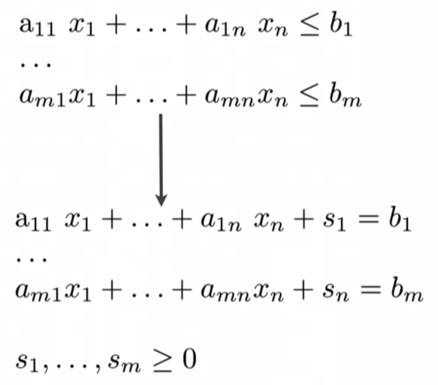 a₁₁ x₁ + … + a₁ₙ xₙ ≤ b₁
…
aₘ₁x₁ + … + aₘₙxₙ ≤ bₘ
a₁₁ x₁ + … + a₁ₙ xₙ + s₁ = b₁
…
aₘ₁x₁ + … + aₘₙxₙ + sₙ = bₘ
s₁, …, sₘ ≥ 0